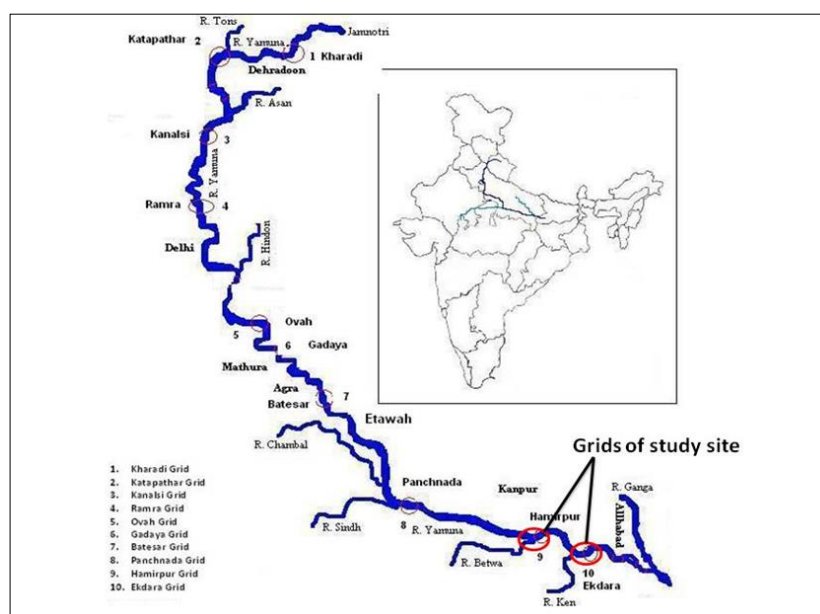 R. Tons
Jamnotri
Katapathar 2
R. Yamuna
1 Kharadi
Dehradoon
R. Asan
Kanalsi
3
R. Yamuna
Ramra
4
Delhi
R. Hindon
Ovah
5
6 Gadaya
Mathura
Agra
7
Batesar
Etawah
R. Chambal
Grids of study site
Panchnada
Kanpur
R. Ganga
Hamirpur
Allhabad
R. Sindh
8
R. Yamuna
R. Betwa
9
10
Ekdara
R. Ken
1. Kharadi Grid
2. Katapathar Grid
3. Kanalsi Grid
4. Ramra Grid
5. Ovah Grid
6. Gadaya Grid
7. Batesar Grid
8. Panchnada Grid
9. Hamirpur Grid
10. Ekdara Grid